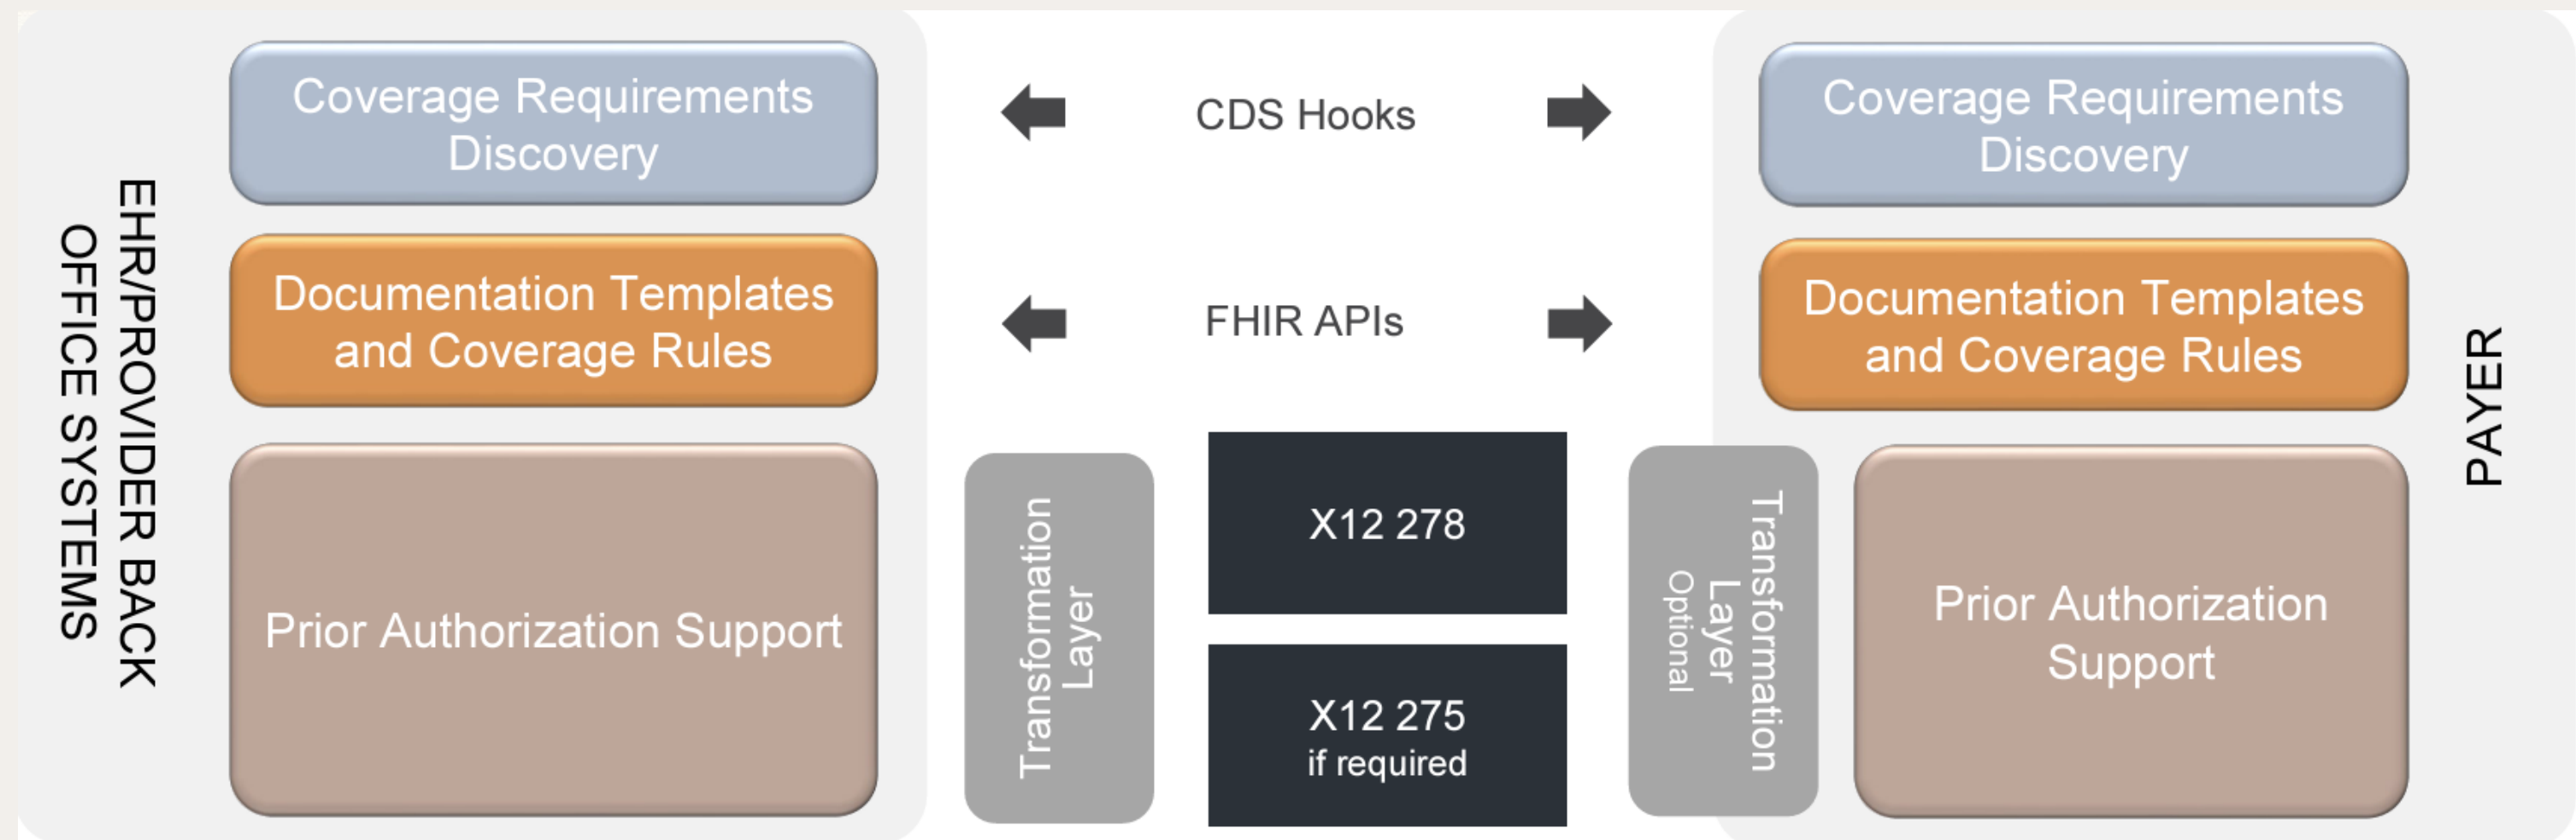 EHR/PROVIDER BACK
OFFICE SYSTEMS
Coverage Requirements
Discovery
Documentation Templates
and Coverage Rules
Prior Authorization Support
CDS Hooks
FHIR APIs
Transformation
Layer
X12 278
X12 275
if required
Transformation
Layer
Optional
Coverage Requirements
Discovery
Documentation Templates
and Coverage Rules
Prior Authorization
Support
PAYER